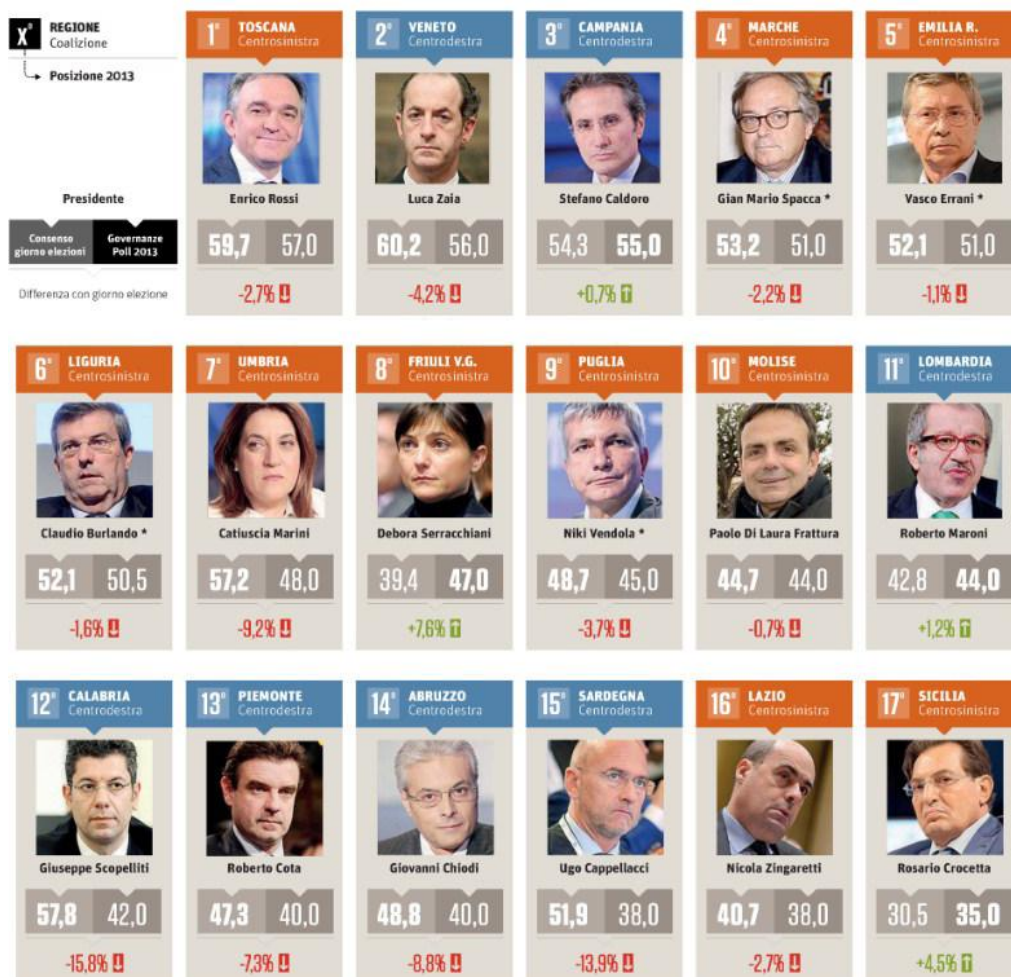 X° REGIONE
Coalizione
Posizione 2013
Presidente
Consenso giorno elezioni
Governance Poll 2013
Differenza con giorno elezione
1° TOSCANA
Centrosinistra
Enrico Rossi
59,7 57,0
-2,7%
2° VENETO
Centrodestra
Luca Zaia
60,2 56,0
-4,2%
3° CAMPANIA
Centrodestra
Stefano Caldoro
54,3 55,0
+0,7%
4° MARCHE
Centrosinistra
Gian Mario Spacca *
53,2 51,0
-2,2%
5° EMILIA R.
Centrosinistra
Vasco Errani *
52,1 51,0
-1,1%
6° LIGURIA
Centrosinistra
Claudio Burlando *
52,1 50,5
-1,6%
7° UMBRIA
Centrosinistra
Catiuscia Marini
57,2 48,0
-9,2%
8° FRIULI V.G.
Centrosinistra
Debora Serracchiani
39,4 47,0
+7,6%
9° PUGLIA
Centrosinistra
Niki Vendola *
48,7 45,0
-3,7%
10° MOLISE
Centrosinistra
Paolo Di Laura Frattura
44,7 44,0
-0,7%
11° LOMBARDIA
Centrodestra
Roberto Maroni
42,8 44,0
+1,2%
12° CALABRIA
Centrodestra
Giuseppe Scopelliti
57,8 42,0
-15,8%
13° PIEMONTE
Centrodestra
Roberto Cota
47,3 40,0
-7,3%
14° ABRUZZO
Centrodestra
Giovanni Chiodi
48,8 40,0
-8,8%
15° SARDEGNA
Centrodestra
Ugo Cappellacci
51,9 38,0
-13,9%
16° LAZIO
Centrosinistra
Nicola Zingaretti
40,7 38,0
-2,7%
17° SICILIA
Centrosinistra
Rosario Crocetta
30,5 35,0
+4,5%